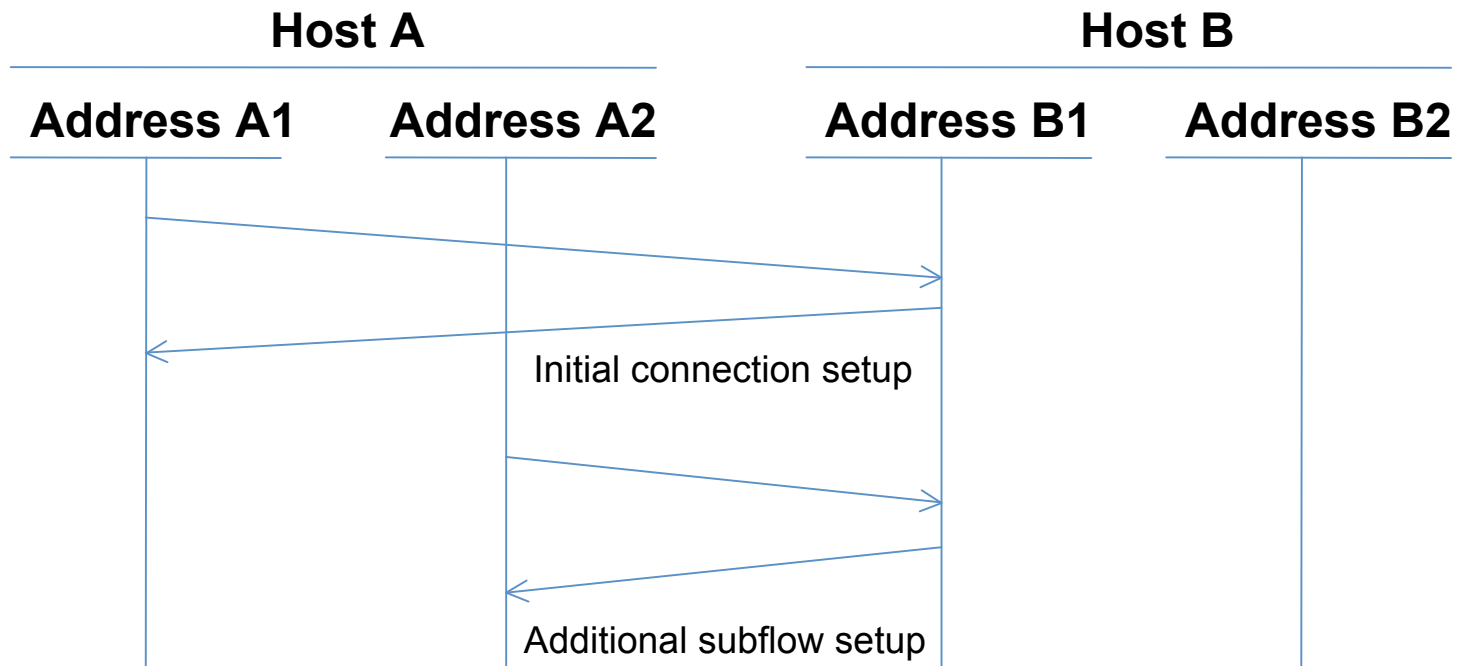 Host A
Host B
Address A1
Address A2
Address B1
Address B2
Initial connection setup
Additional subflow setup